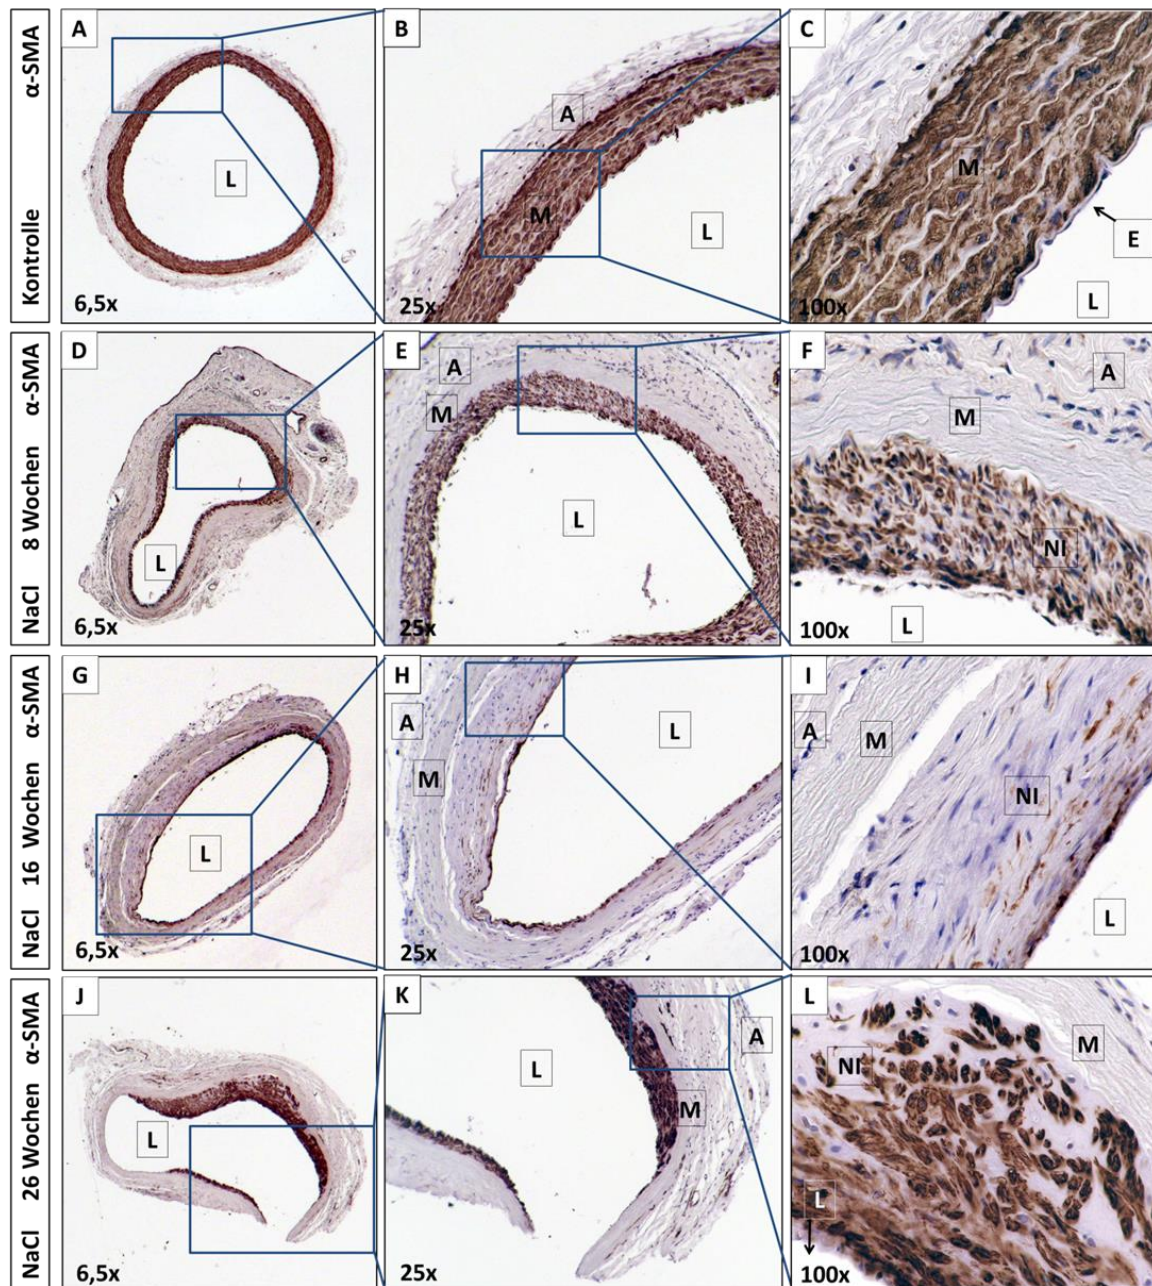 Kontrolle α-SMA
A
L
6,5x
B
A
M
L
25x
C
M
E
L
100x
NaCl 8 Wochen α-SMA
D
L
6,5x
E
A
M
L
25x
F
A
M
NI
L
100x
NaCl 16 Wochen α-SMA
G
L
6,5x
H
A
M
L
25x
I
A
M
NI
L
100x
NaCl 26 Wochen α-SMA
J
L
6,5x
K
L
A
M
25x
L
M
NI
L
100x